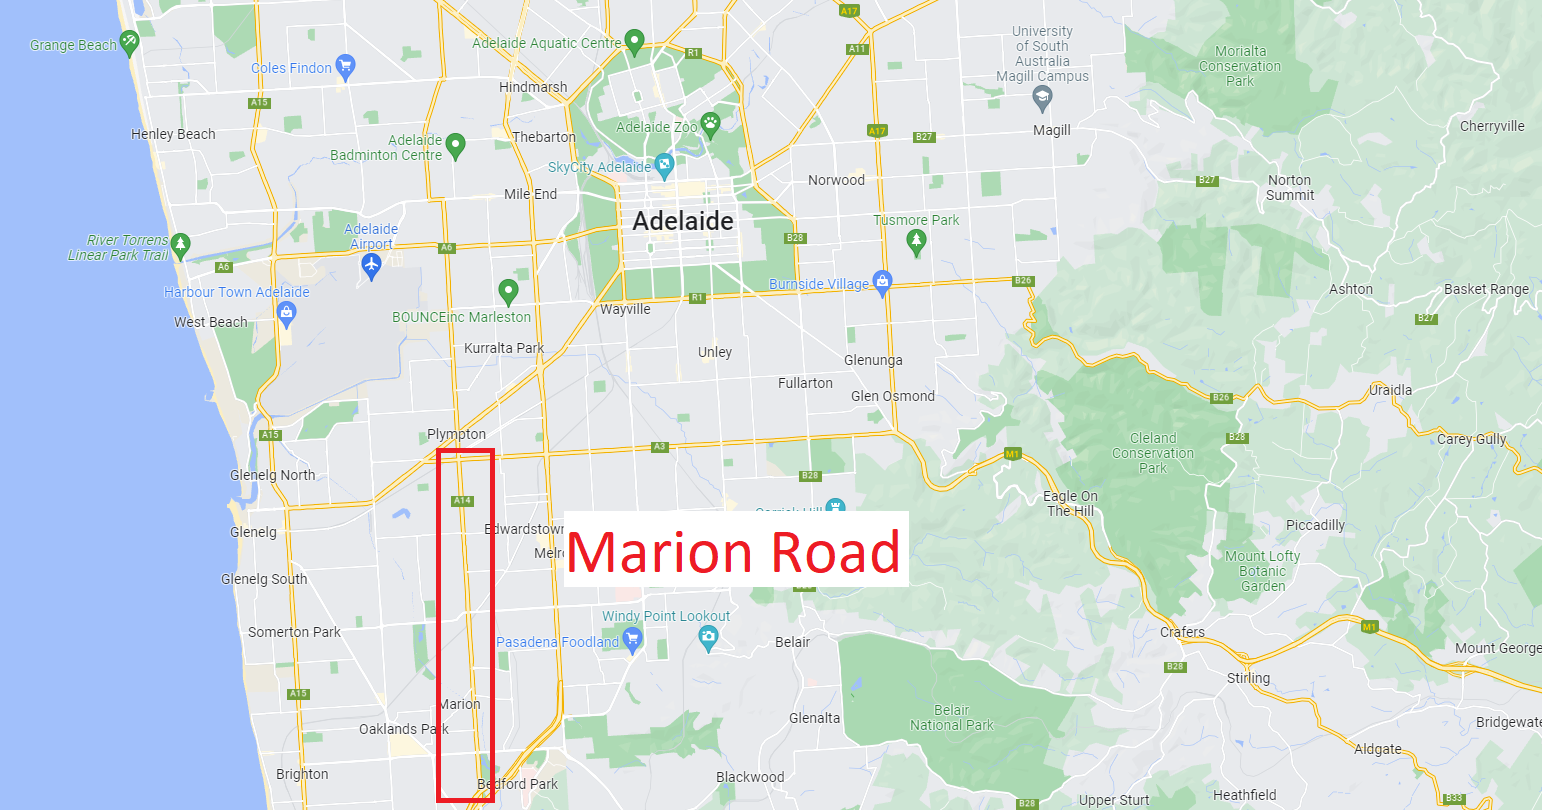 Grange Beach
Coles Findon
Adelaide Aquatic Centre
R1
A17
A11
University
of South
Australia
Magill Campus
Morialta
Conservation
Park
Hindmarsh
A15
Henley Beach
Adelaide
Badminton Centre
Thebarton
Adelaide Zoo
A17
B27
Magill
Cherryville
SkyCity Adelaide
Mile End
Norwood
B27
Norton
Summit
Adelaide
Tusmore Park
River Torrens
Linear Park Trail
Adelaide
Airport
A6
B28
A6
Harbour Town Adelaide
West Beach
BOUNCEinc Marleston
R1
Wayville
Burnside Village
B26
Ashton
Basket Range
B27
Kurralta Park
Unley
Glenunga
Fullarton
Glen Osmond
B26
Uraidla
A15
Plympton
A3
M1
Cleland
Conservation
Park
B28
Carey Gully
Glenelg North
A14
B28
Eagle On
The Hill
Piccadilly
Glenelg
Edwardstown
Marion Road
Mount Lofty
Botanic
Garden
Glenelg South
Windy Point Lookout
Somerton Park
Pasadena Foodland
Belair
Crafers
M1
B28
Mount George
Stirling
A15
Marion
Oaklands Park
Glenalta
Belair
National Park
Bridgewate
Aldgate
Brighton
Bedford Park
Blackwood
B28
Upper Sturt
Heathfield
B33